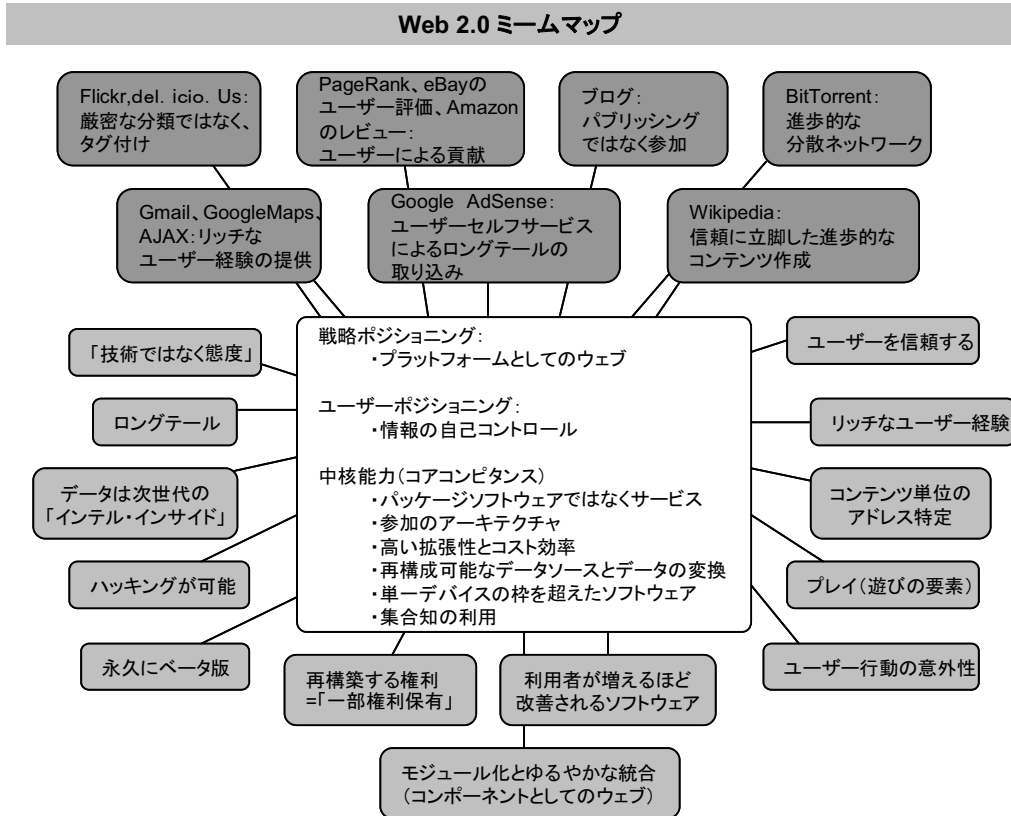 Web 2.0 ミームマップ
Flickr,del. icio. Us:
厳密な分類ではなく、
タグ付け
PageRank、eBayの
ユーザー評価、Amazon
のレビュー:
ユーザーによる貢献
ブログ:
パブリッシング
ではなく参加
BitTorrent:
進歩的な
分散ネットワーク
Gmail、GoogleMaps、
AJAX:リッチな
ユーザー経験の提供
Google AdSense:
ユーザーセルフサービス
によるロングテールの
取り込み
Wikipedia:
信頼に立脚した進歩的な
コンテンツ作成
「技術ではなく態度」
ロングテール
データは次世代の
「インテル・インサイド」
ハッキングが可能
永久にベータ版
戦略ポジショニング:
・プラットフォームとしてのウェブ
ユーザーポジショニング:
・情報の自己コントロール
中核能力(コアコンピタンス)
・パッケージソフトウェアではなくサービス
・参加のアーキテクチャ
・高い拡張性とコスト効率
・再構成可能なデータソースとデータの変換
・単一デバイスの枠を超えたソフトウェア
・集合知の利用
ユーザーを信頼する
リッチなユーザー経験
コンテンツ単位の
アドレス特定
プレイ(遊びの要素)
ユーザー行動の意外性
再構築する権利
=「一部権利保有」
利用者が増えるほど
改善されるソフトウェア
モジュール化とゆるやかな統合
(コンポーネントとしてのウェブ)